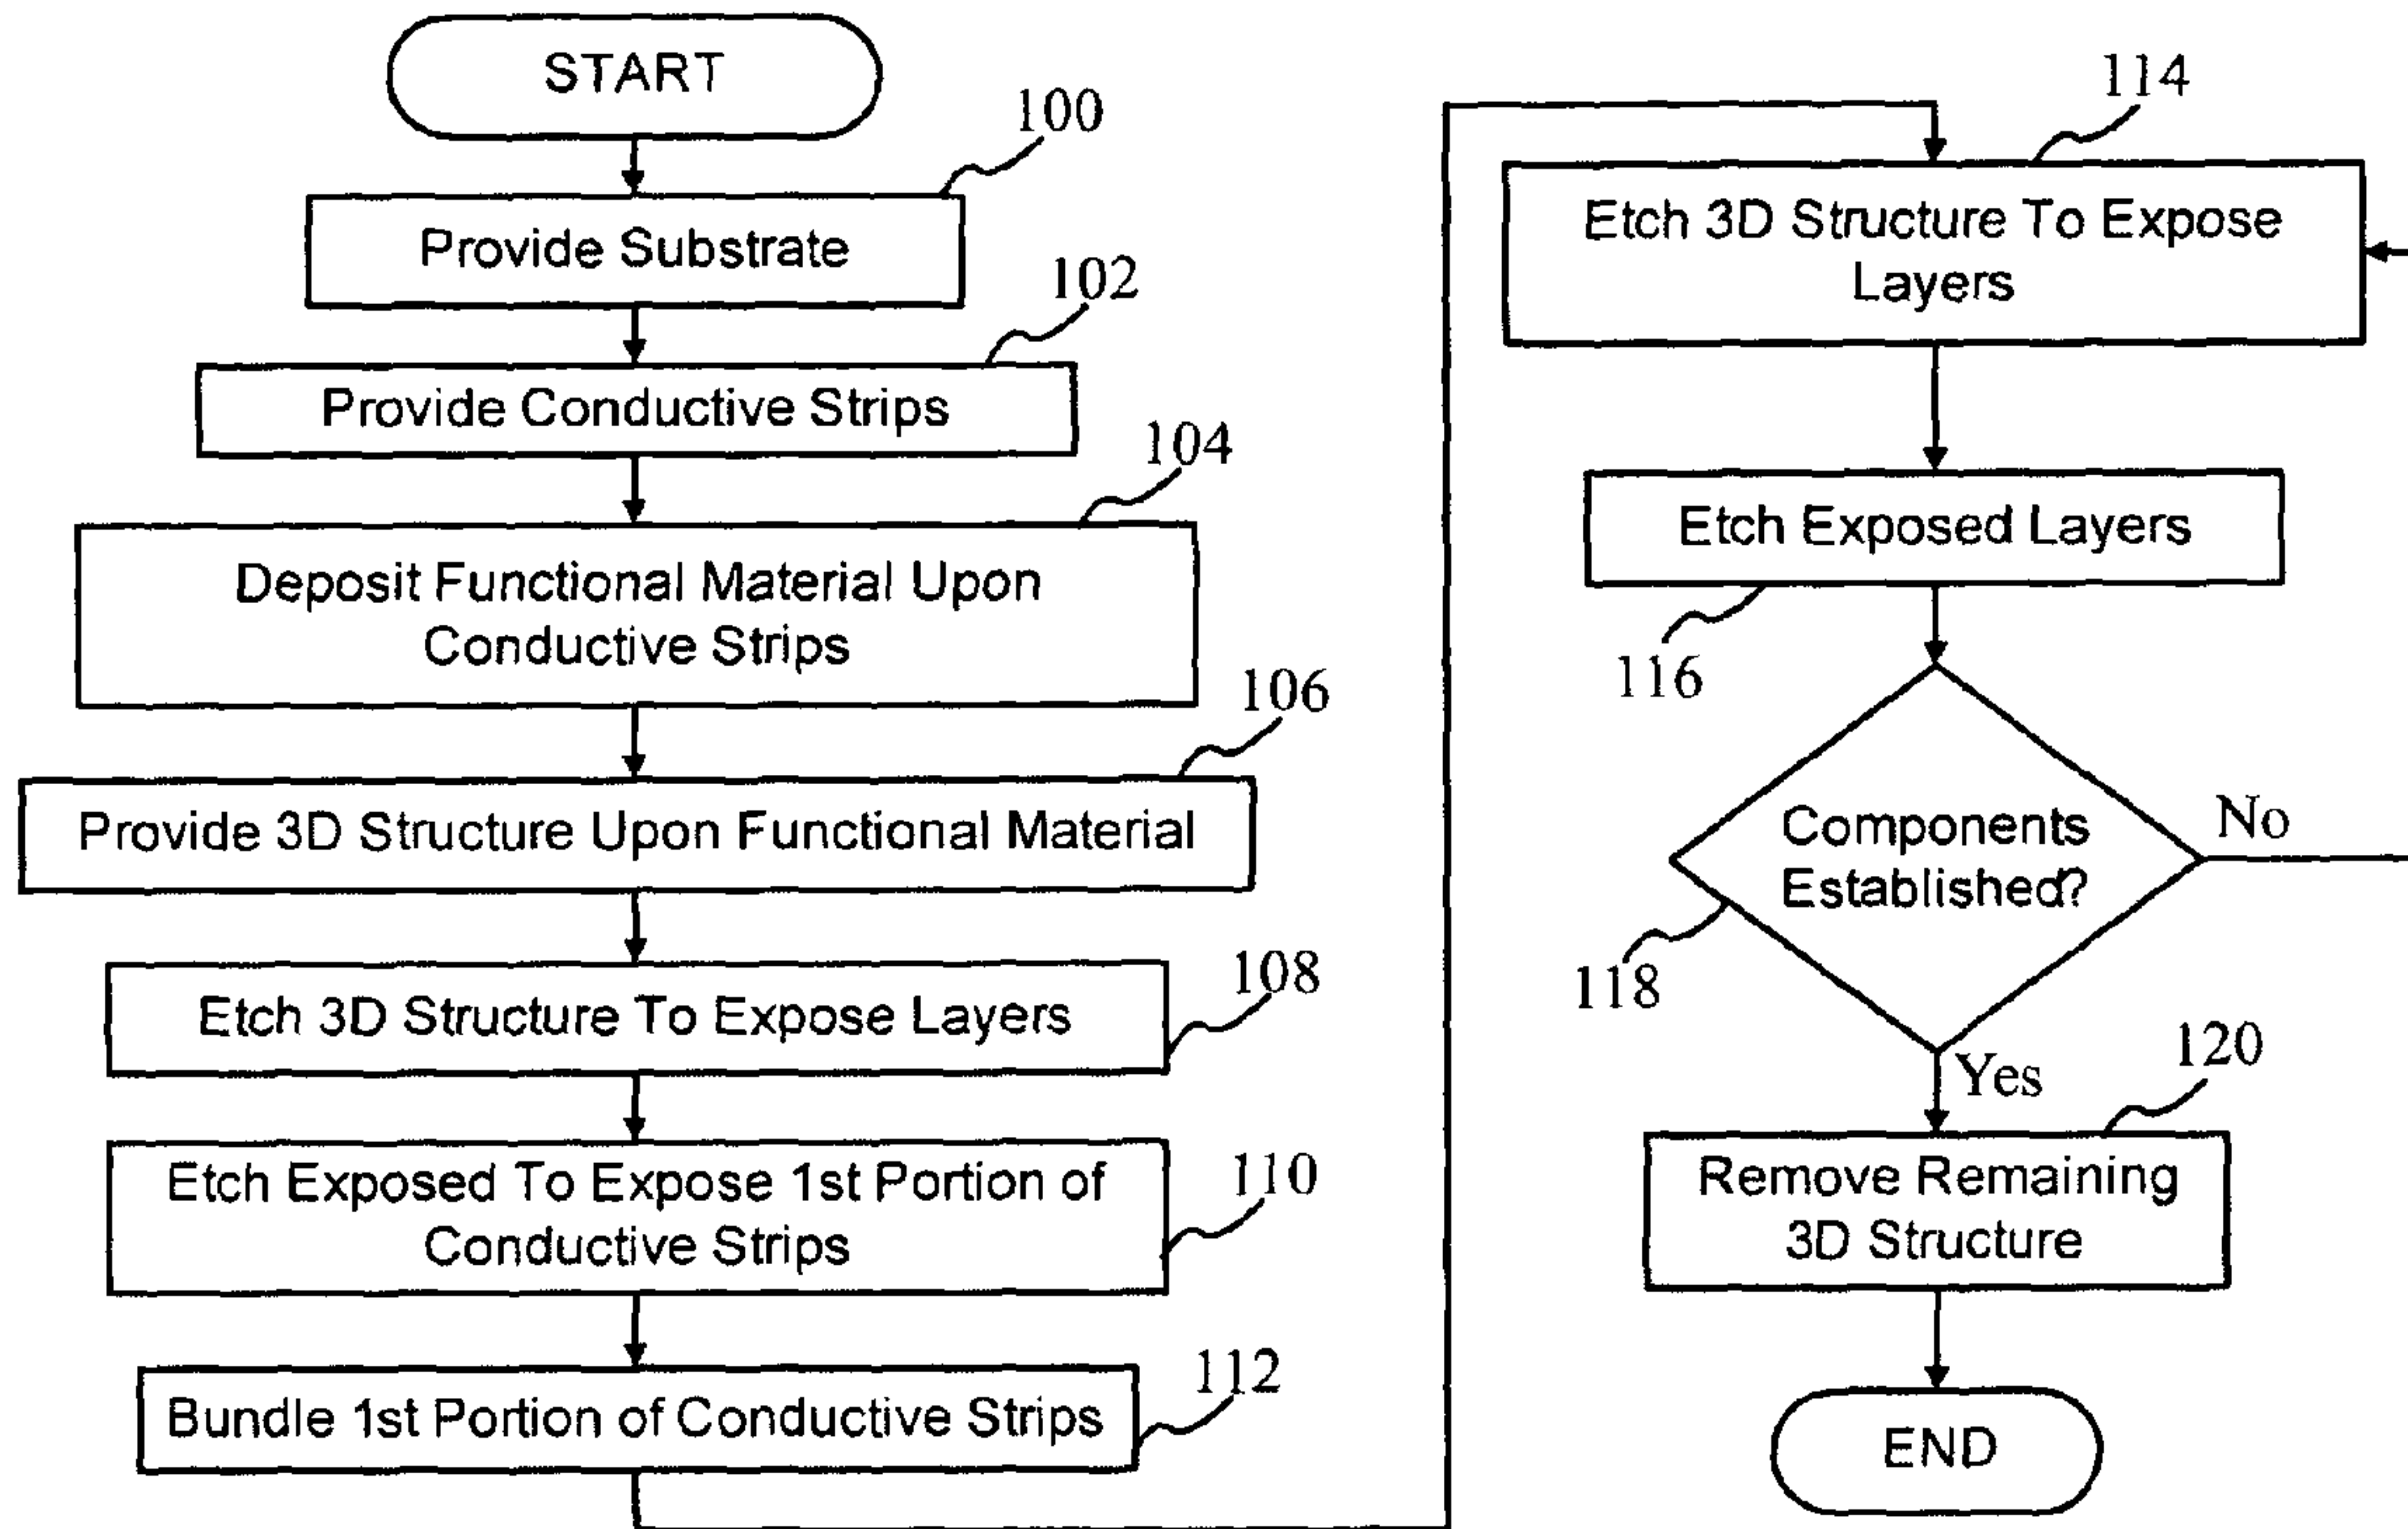 START
100
Provide Substrate
102
Provide Conductive Strips
104
Deposit Functional Material Upon
Conductive Strips
106
Provide 3D Structure Upon Functional Material
108
Etch 3D Structure To Expose Layers
110
Etch Exposed To Expose 1st Portion of
Conductive Strips
112
Bundle 1st Portion of Conductive Strips
114
Etch 3D Structure To Expose
Layers
Etch Exposed Layers
116
Components
Established?
No
118
Yes
120
Remove Remaining
3D Structure
END